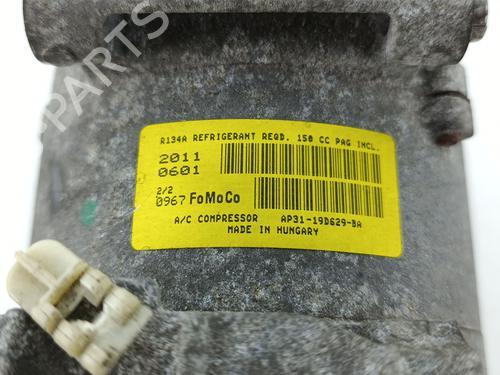 R134A REFRIGERANT REQD. 150 CC PAG INCL.
2011
0601
2/2
0967 FoMoCo
A/C COMPRESSOR AP31-19D629-BA
MADE IN HUNGARY